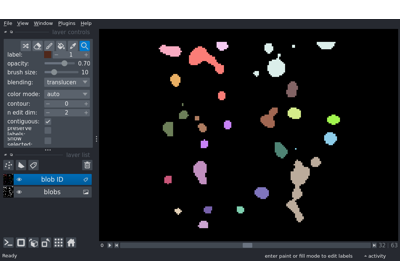 File View Window Plugins Help
layer controls
label: 1
opacity: 0.70
brush size: 10
blending: translucen
color mode: auto
contour: 0
n edit dim: 2
contiguous:
preserve labels:
show selected:
layer list
blob ID
blobs
0 32 63
Ready enter paint or fill mode to edit labels activity